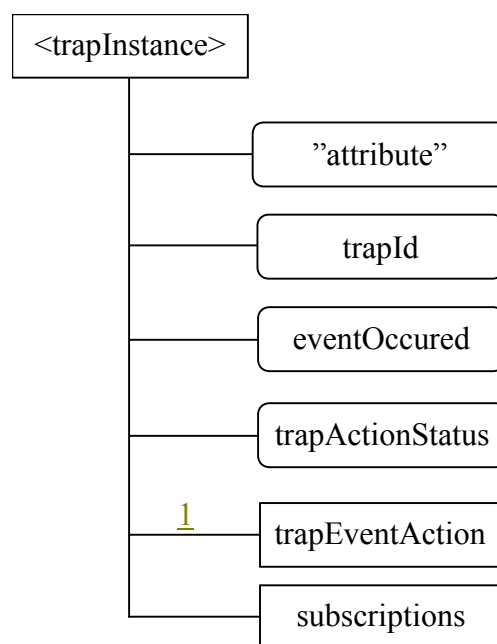 <trapInstance>
”attribute”
trapId
eventOccured
trapActionStatus
1
trapEventAction
subscriptions